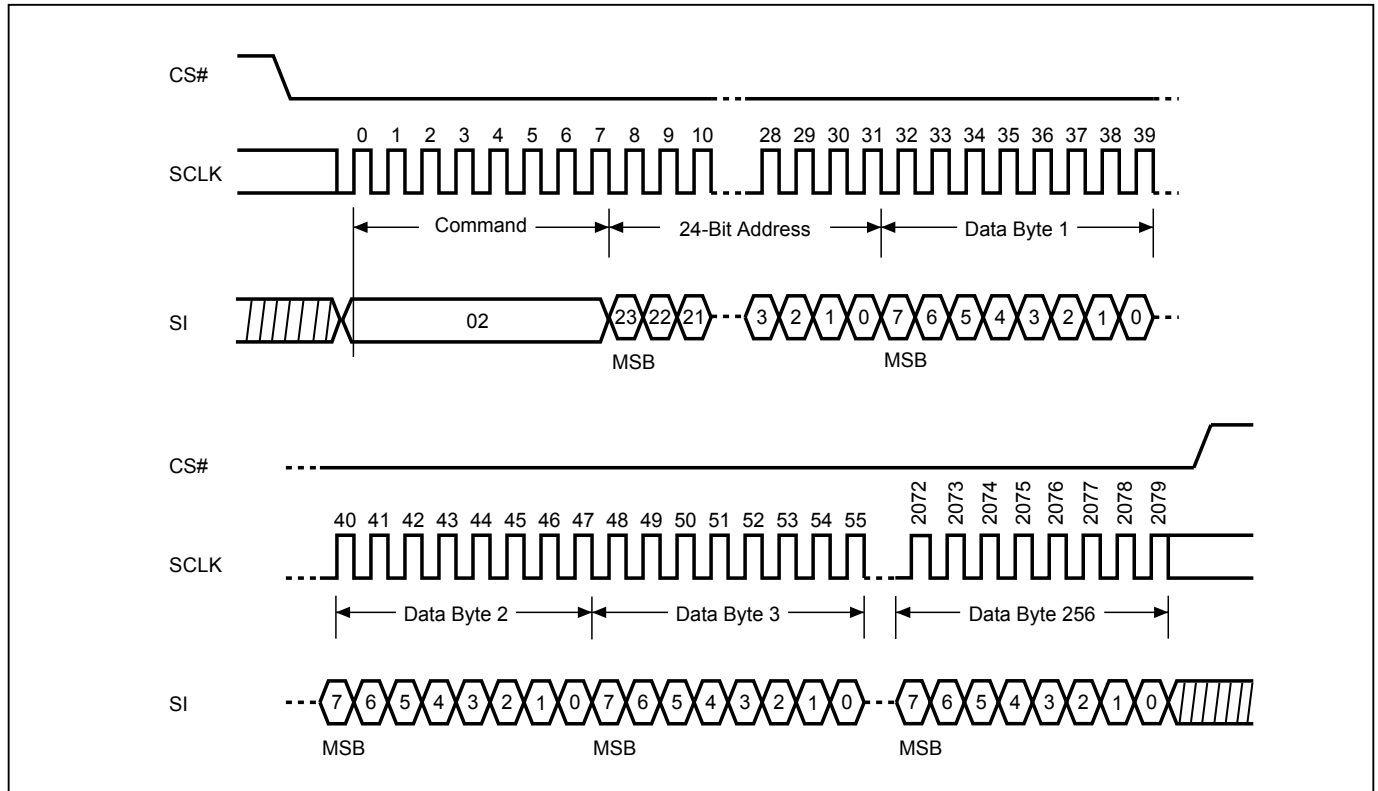 CS#
0 1 2 3 4 5 6 7 8 9 10 28 29 30 31 32 33 34 35 36 37 38 39
SCLK
Command 24-Bit Address Data Byte 1
SI 02 23 22 21 3 2 1 0 7 6 5 4 3 2 1 0
MSB MSB
CS#
2072 2073 2074 2075 2076 2077 2078 2079
40 41 42 43 44 45 46 47 48 49 50 51 52 53 54 55
SCLK
Data Byte 2 Data Byte 3 Data Byte 256
SI 7 6 5 4 3 2 1 0 7 6 5 4 3 2 1 0 7 6 5 4 3 2 1 0
MSB MSB MSB